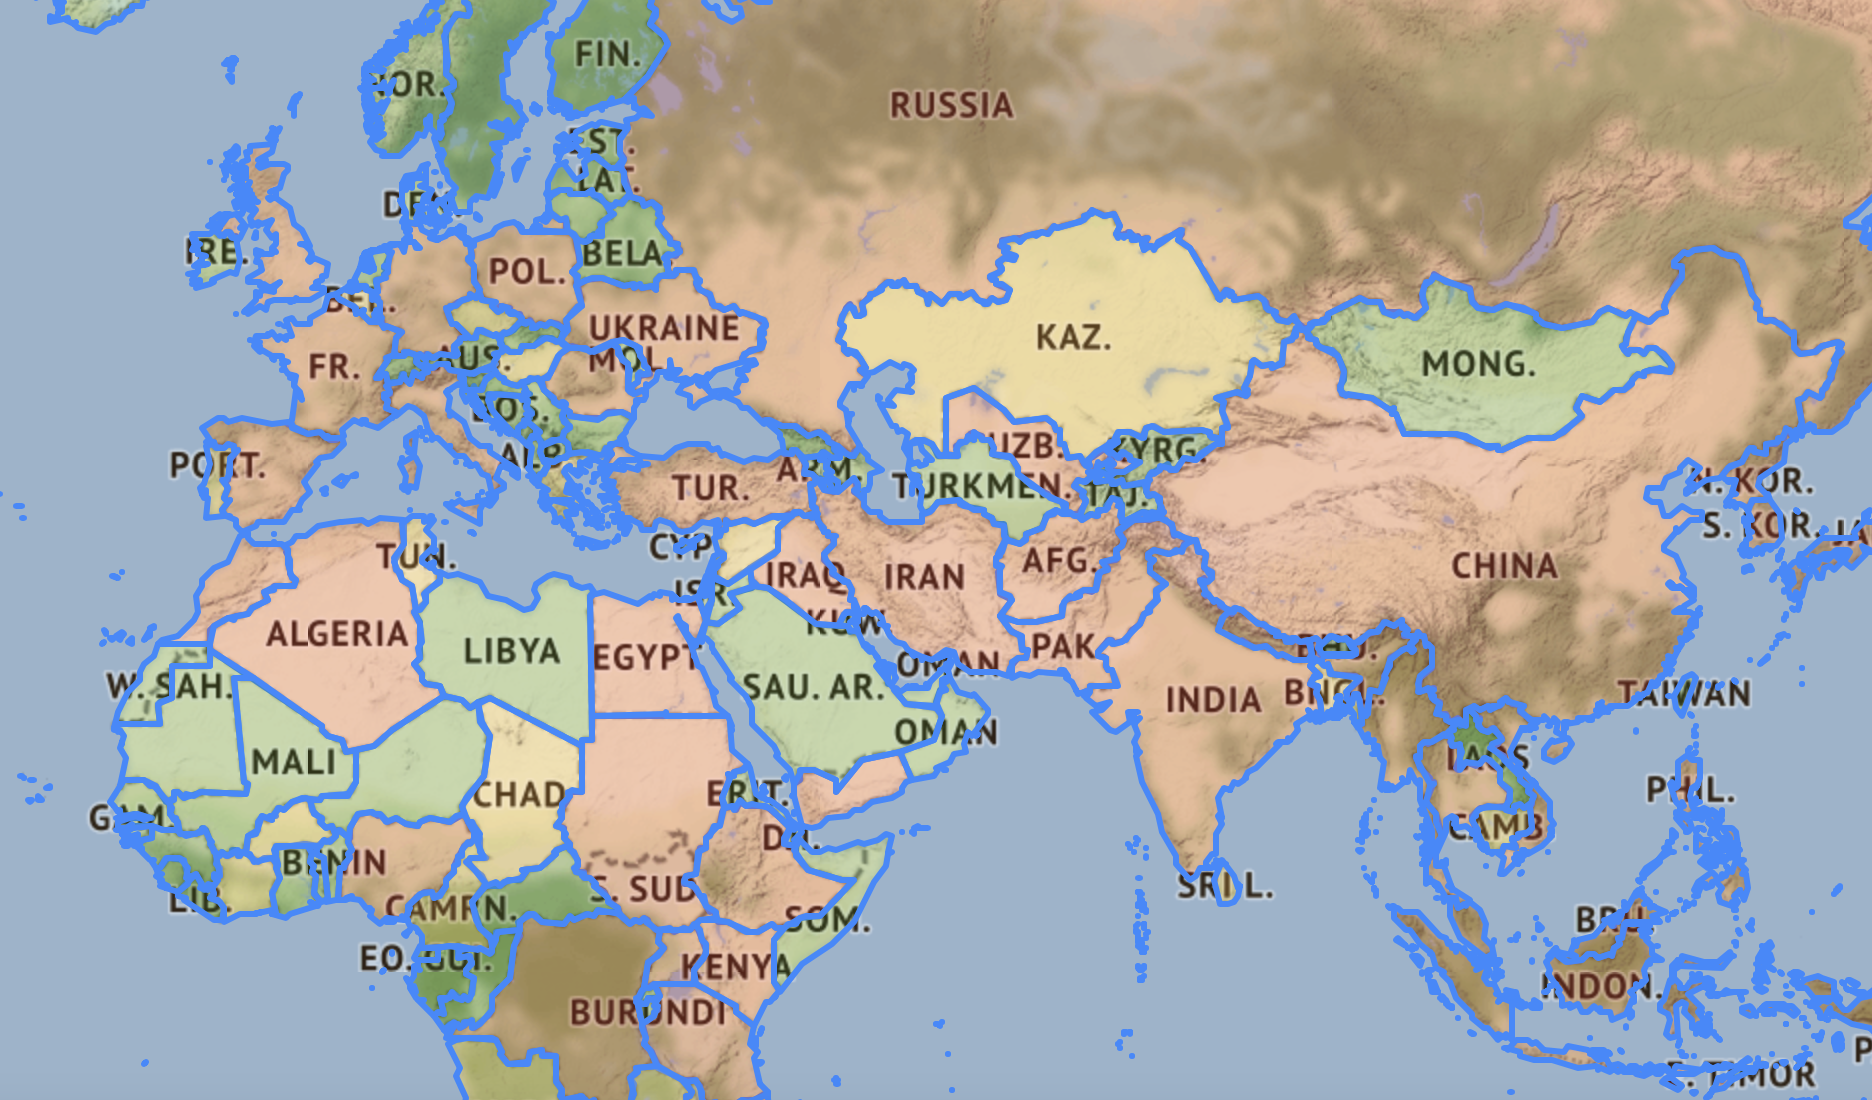 FIN.
NOR.
RUSSIA
EST.
LAT.
DEN.
IRE.
BELA
POL.
BEL.
UKRAINE
KAZ.
MOL.
FR.
AUS.
MONG.
BOS.
UZB.
KYRG.
ALB.
PORT.
ARM.
TUR.
TURKMEN.
TAJ.
N. KOR.
S. KOR.
JA
CYP.
TUN.
AFG.
IRAQ
IRAN
CHINA
ISR.
KUW.
ALGERIA
LIBYA
EGYPT
PAK.
BHU.
OMAN
W. SAH.
SAU. AR.
INDIA
BNGL.
TAIWAN
OMAN
MALI
LAOS
CHAD
ERIT.
PHIL.
GAM.
DJI.
CAMB
BENIN
S. SUD
SRI L.
LIB.
CAMRN.
SOM.
BRU.
EQ. GUI.
KENYA
INDON.
BURUNDI
P
E. TIMOR